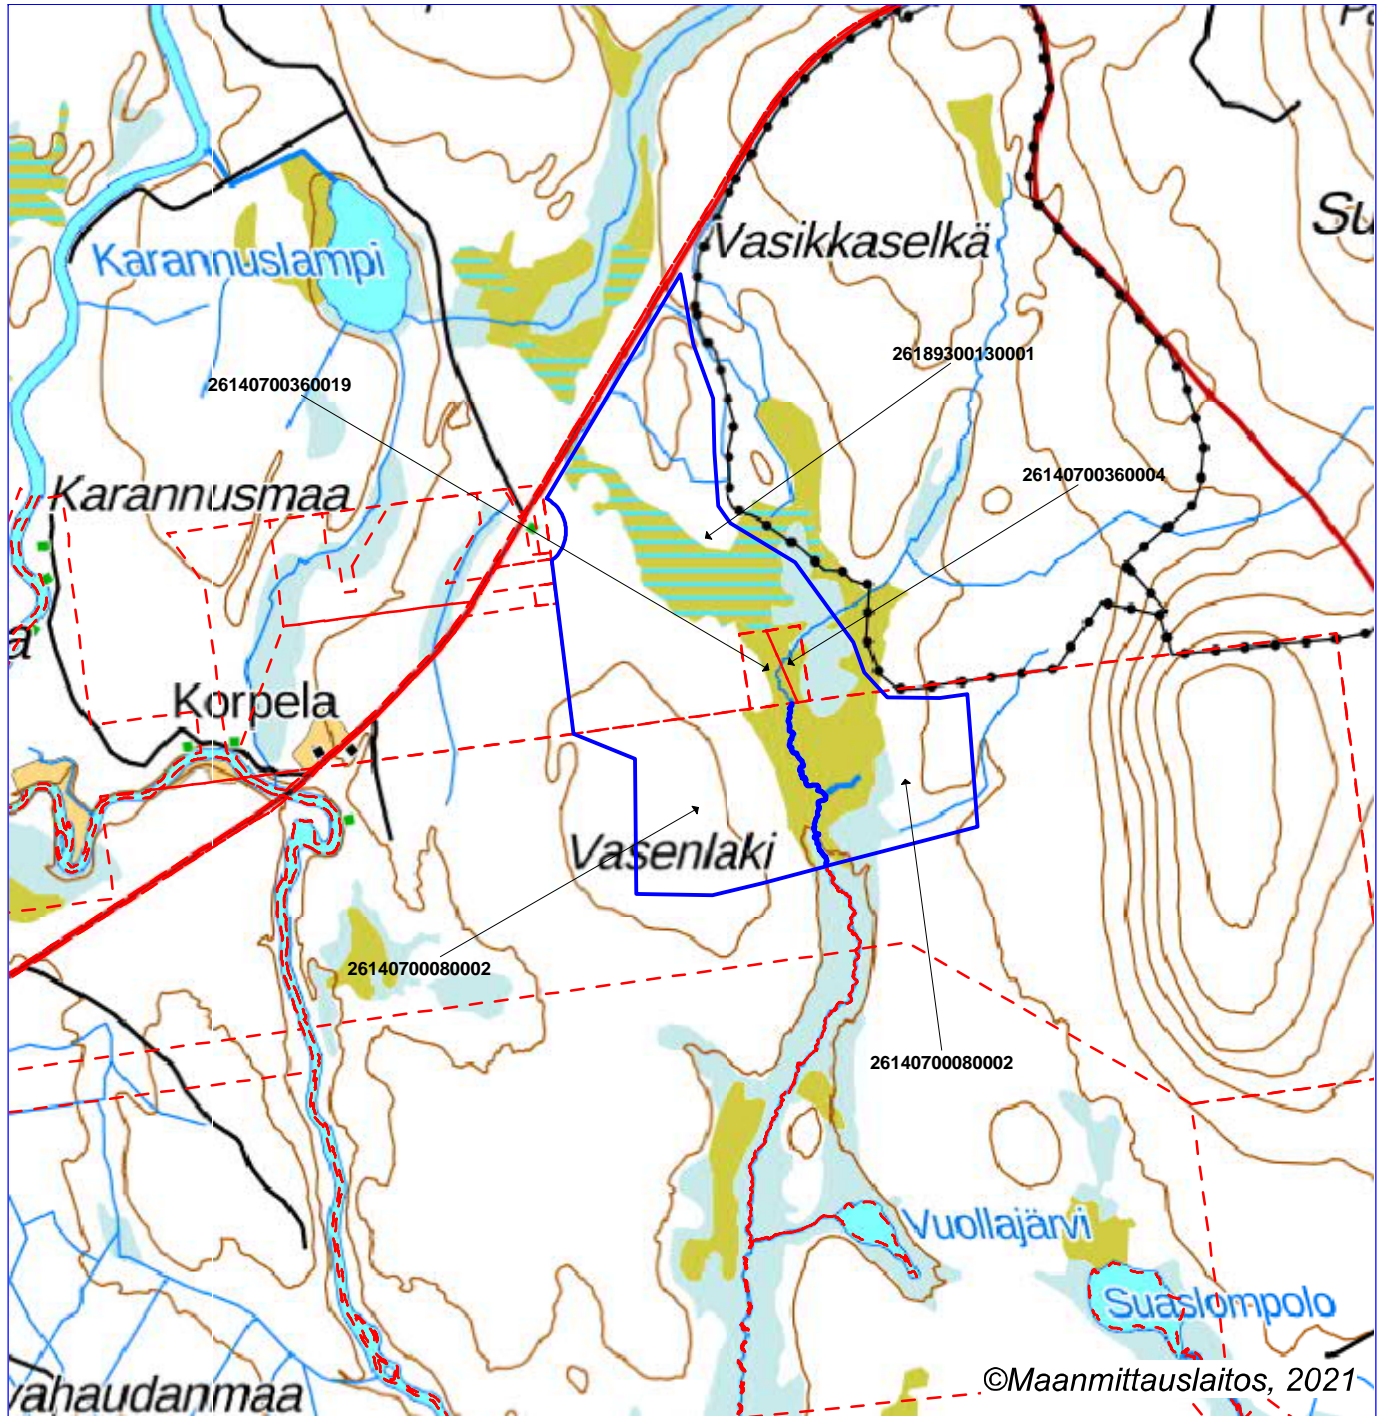 Vasikkaselkä
Karannuslampi
26189300130001
26140700360019
26140700360004
Karannusmaa
Korpela
Vasenlaki
26140700080002
26140700080002
Vuollajärvi
Suaslompolo
©Maanmittauslaitos, 2021